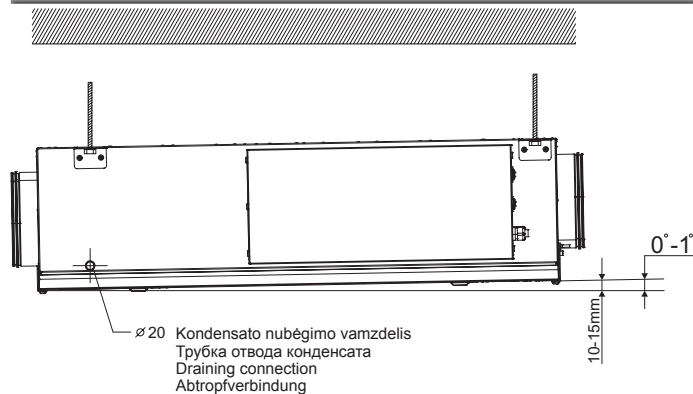 0°-1°
10-15mm
⌀20 Kondensato nubėgimo vamzdelis
Трубка отвода конденсата
Draining connection
Abtropfverbindung